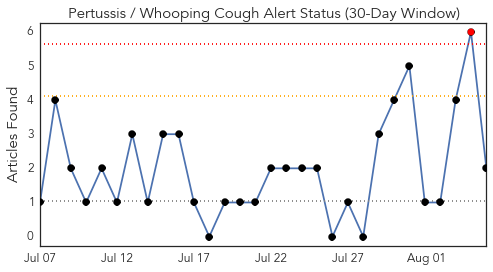 Pertussis / Whooping Cough Alert Status (30-Day Window)
Articles Found
6
5
4
3
2
1
0
Jul 07
Jul 12
Jul 17
Jul 22
Jul 27
Aug 01